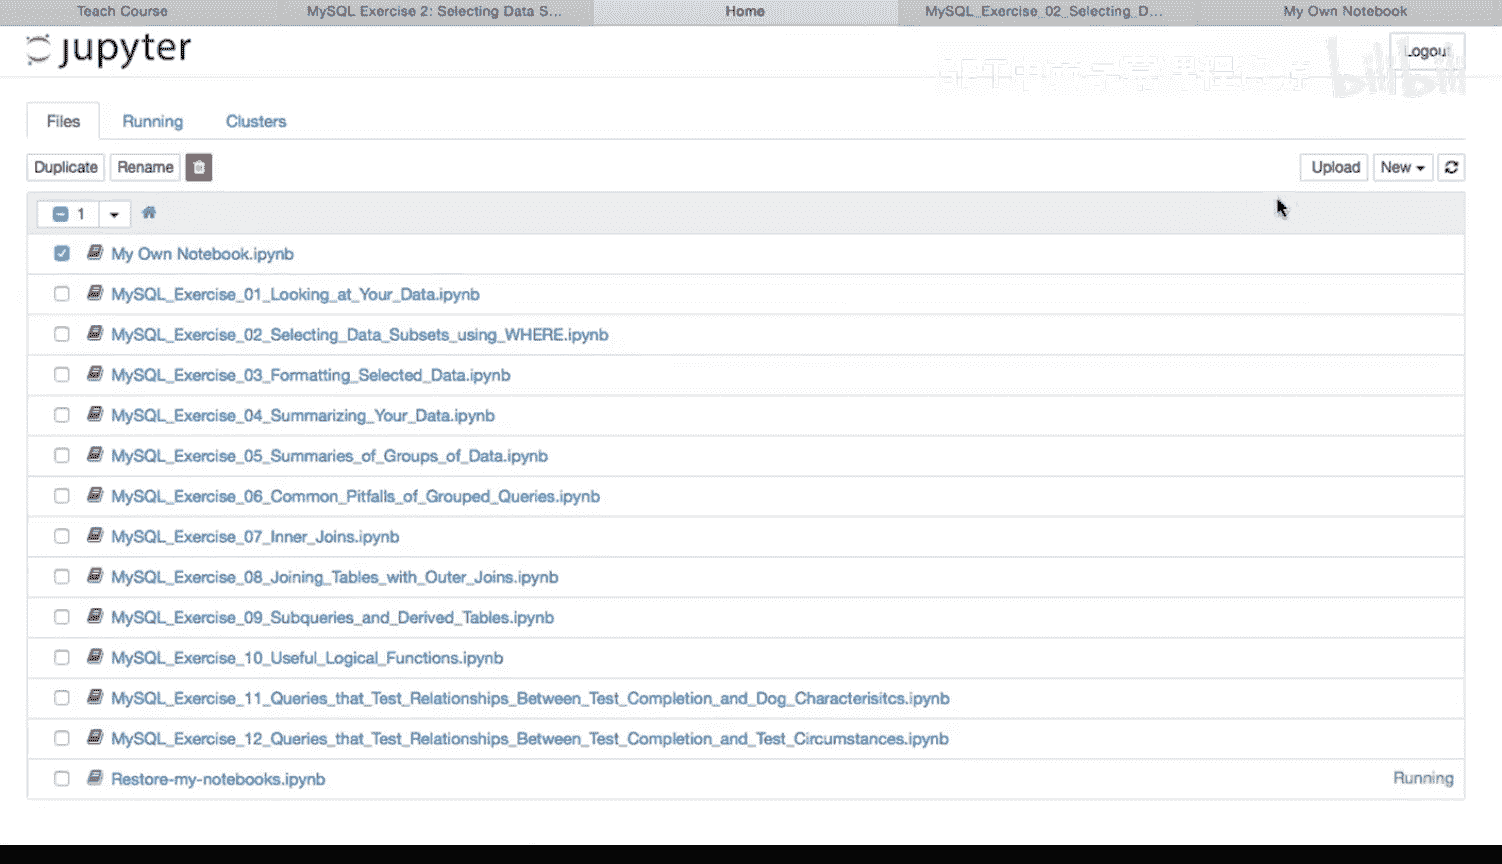 Teach Course
MySQL Exercise 2: Selecting Data S...
Home
MySQL_Exercise_02_Selecting_D...
My Own Notebook
jupyter
Logout
bilibili
Files
Running
Clusters
Duplicate
Rename
Upload
New
1
My Own Notebook.ipynb
MySQL_Exercise_01_Looking_at_Your_Data.ipynb
MySQL_Exercise_02_Selecting_Data_Subsets_using_WHERE.ipynb
MySQL_Exercise_03_Formatting_Selected_Data.ipynb
MySQL_Exercise_04_Summarizing_Your_Data.ipynb
MySQL_Exercise_05_Summaries_of_Groups_of_Data.ipynb
MySQL_Exercise_06_Common_Pitfalls_of_Grouped_Queries.ipynb
MySQL_Exercise_07_Inner_Joins.ipynb
MySQL_Exercise_08_Joining_Tables_with_Outer_Joins.ipynb
MySQL_Exercise_09_Subqueries_and_Derived_Tables.ipynb
MySQL_Exercise_10_Useful_Logical_Functions.ipynb
MySQL_Exercise_11_Queries_that_Test_Relationships_Between_Test_Completion_and_Dog_Characterisitcs.ipynb
MySQL_Exercise_12_Queries_that_Test_Relationships_Between_Test_Completion_and_Test_Circumstances.ipynb
Restore-my-notebooks.ipynb
Running